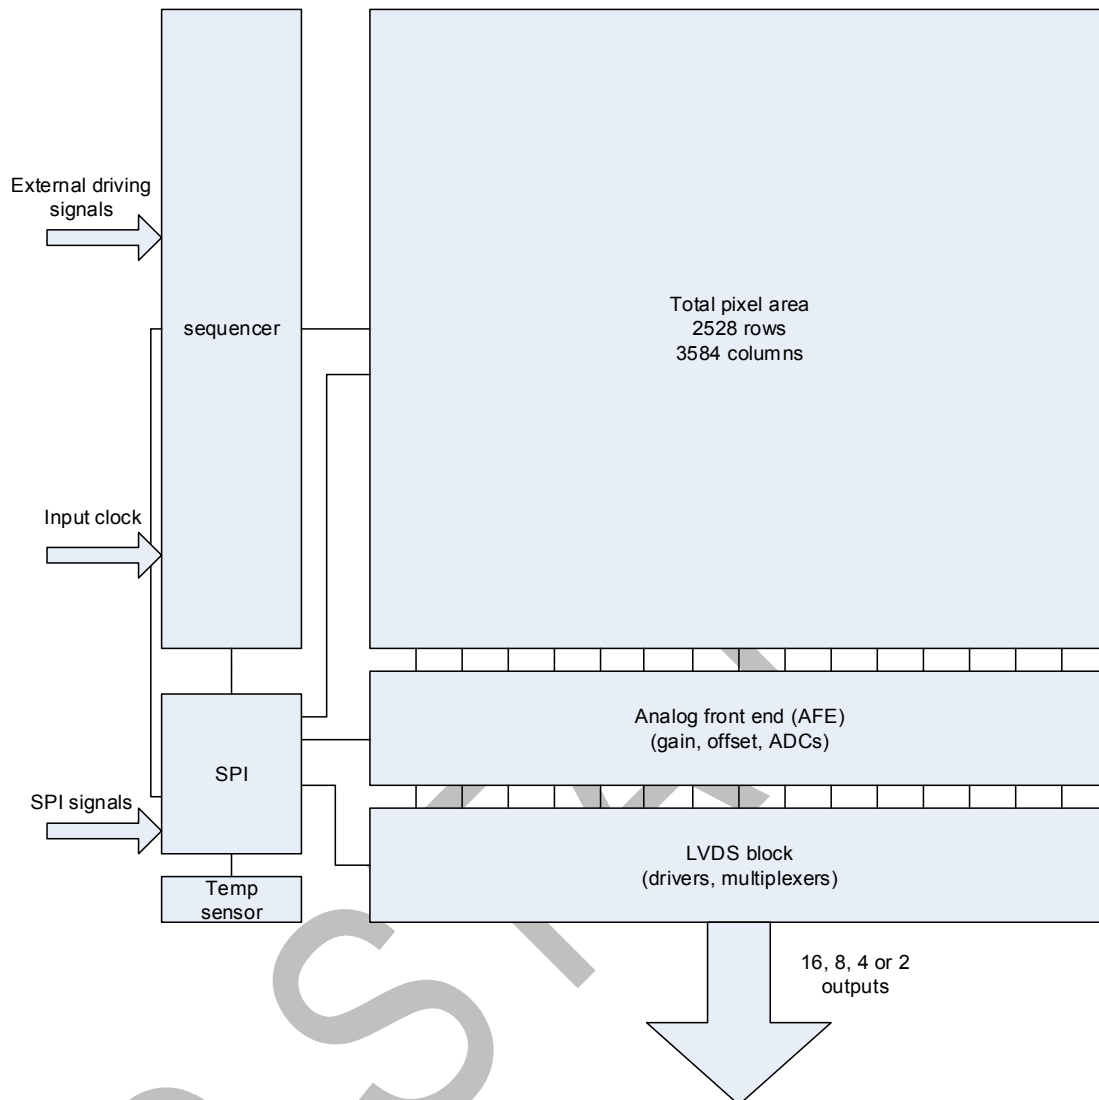 External driving
signals
sequencer
Total pixel area
2528 rows
3584 columns
Input clock
Analog front end (AFE)
(gain, offset, ADCs)
SPI
SPI signals
LVDS block
(drivers, multiplexers)
Temp
sensor
16, 8, 4 or 2
outputs